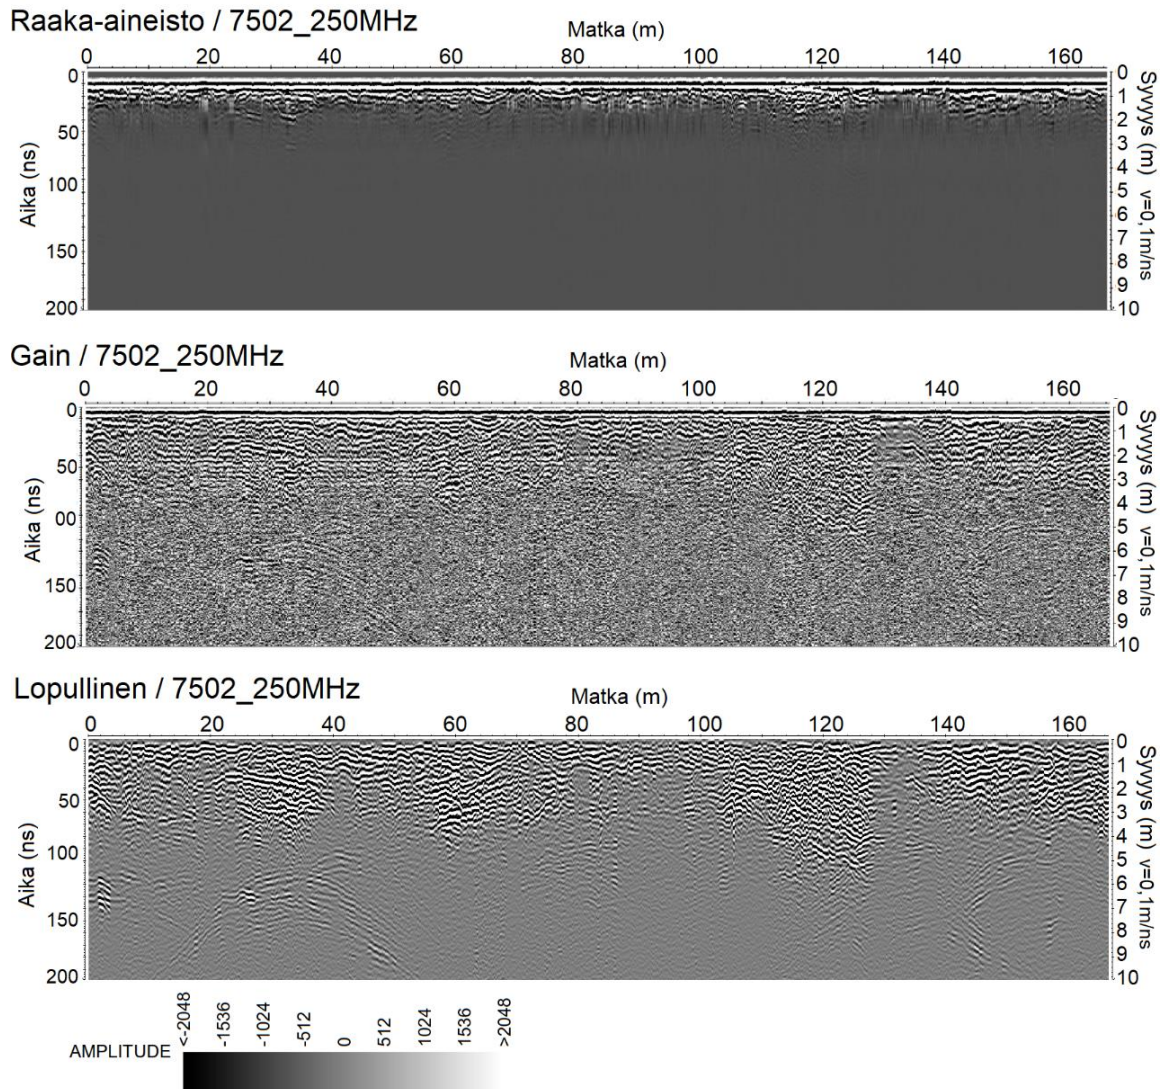 Raaka-aineisto / 7502_250MHz
Matka (m)
0 20 40 60 80 100 120 140 160
Aika (ns)
0
50
100
150
200
Syvyys (m) v=0,1m/ns
0
1
2
3
4
5
6
7
8
9
10
Gain / 7502_250MHz
Matka (m)
0 20 40 60 80 100 120 140 160
Aika (ns)
0
50
00
150
200
Syvyys (m) v=0,1m/ns
0
1
2
3
4
5
6
7
8
9
10
Lopullinen / 7502_250MHz
Matka (m)
0 20 40 60 80 100 120 140 160
Aika (ns)
0
50
100
150
200
Syvyys (m) v=0,1m/ns
0
1
2
3
4
5
6
7
8
9
10
<-2048 -1536 -1024 -512 0 512 1024 1536 >2048
AMPLITUDE